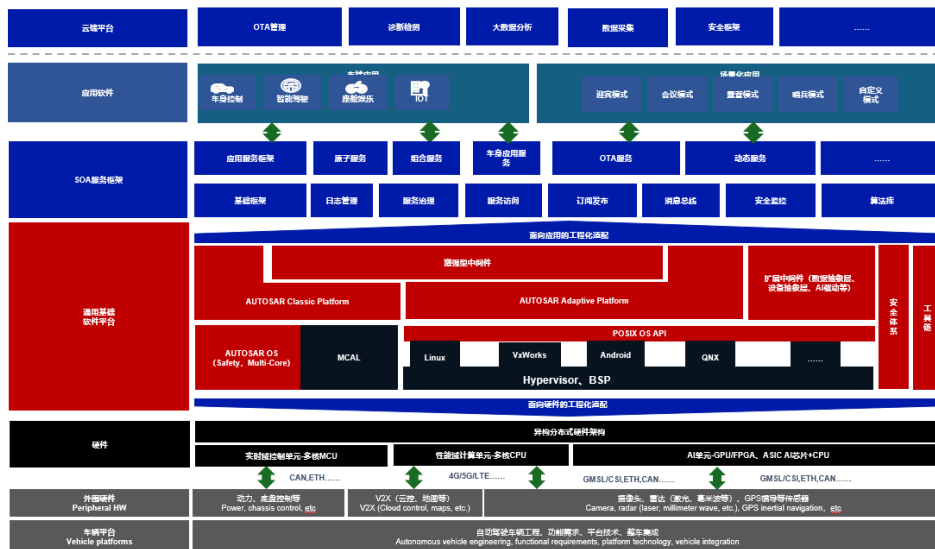 云端平台
OTA管理
诊断检测
大数据分析
数据采集
安全框架
......
应用软件
车端应用
车身控制
智能驾驶
座舱娱乐
IOT
场景化应用
迎宾模式
会议模式
露营模式
哨兵模式
自定义
模式
SOA服务框架
应用服务框架
原子服务
组合服务
车身应用服
务
OTA服务
动态服务
......
基础框架
日志管理
服务治理
服务访问
订阅发布
消息总线
安全监控
算法库
通用基础
软件平台
面向应用的工程化适配
增强型中间件
AUTOSAR Classic Platform
AUTOSAR Adaptive Platform
扩展中间件（数据抽象层、
设备抽象层、AI驱动等）
安全体系
工具链
POSIX OS API
AUTOSAR OS
（Safety，Multi-Core）
MCAL
Linux
VxWorks
Android
QNX
......
Hypervisor、BSP
面向硬件的工程化适配
硬件
异构分布式硬件架构
实时域控制单元-多核MCU
性能域计算单元-多核CPU
AI单元-GPU/FPGA、ASIC AI芯片+CPU
CAN,ETH......
4G/5G/LTE......
GMSL/CSI,ETH,CAN......
GMSL/CSI,ETH,CAN......
外围硬件
Peripheral HW
动力、底盘控制等
Power, chassis control, etc
V2X（云控、地图等）
V2X (Cloud control, maps, etc.)
摄像头、雷达（激光、毫米波等）、GPS惯导等传感器
Camera, radar (laser, millimeter wave, etc.), GPS inertial navigation，etc
车辆平台
Vehicle platforms
自动驾驶车辆工程、功能需求、平台技术、整车集成
Autonomous vehicle engineering, functional requirements, platform technology, vehicle integration